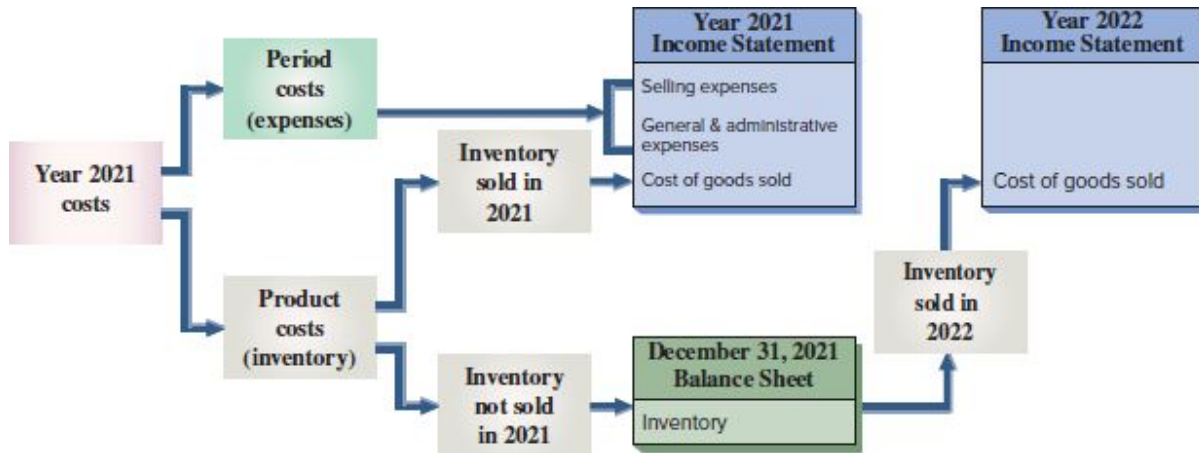 Year 2021
costs
Period
costs
(expenses)
Product
costs
(inventory)
Inventory
sold in
2021
Inventory
not sold
in 2021
Year 2021
Income Statement
Selling expenses
General & administrative
expenses
Cost of goods sold
December 31, 2021
Balance Sheet
Inventory
Inventory
sold in
2022
Year 2022
Income Statement
Cost of goods sold